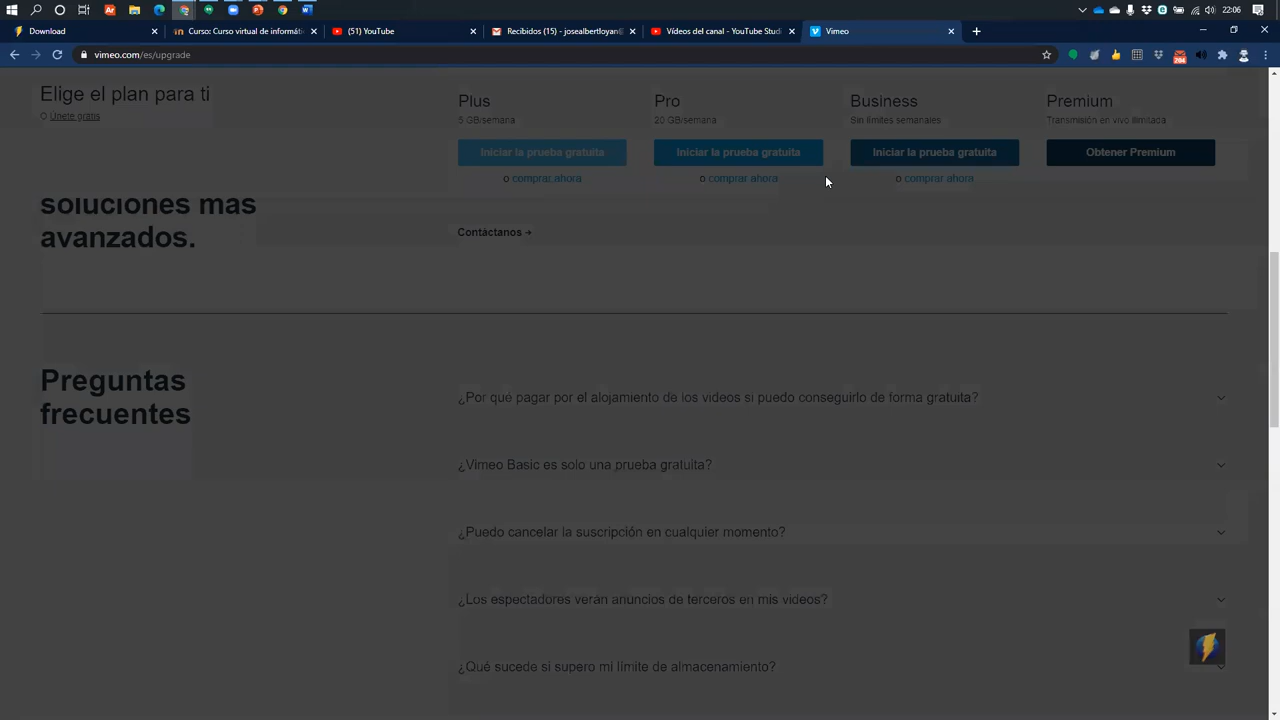 22:06
Download
Curso: Curso virtual de informáti
(51) YouTube
Recibidos (15) - josealbertloyan@
Vídeos del canal - YouTube Stud
Vimeo
vimeo.com/es/upgrade
284
Elige el plan para ti
O Únete gratis
Plus
5 GB/semana
Iniciar la prueba gratuita
o comprar ahora
Pro
20 GB/semana
Iniciar la prueba gratuita
o comprar ahora
Business
Sin límites semanales
Iniciar la prueba gratuita
o comprar ahora
Premium
Transmisión en vivo ilimitada
Obtener Premium
soluciones más
avanzados.
Contáctanos →
Preguntas
frecuentes
¿Por qué pagar por el alojamiento de los videos si puedo conseguirlo de forma gratuita?
¿Vimeo Basic es solo una prueba gratuita?
¿Puedo cancelar la suscripción en cualquier momento?
¿Los espectadores verán anuncios de terceros en mis videos?
¿Qué sucede si supero mi límite de almacenamiento?